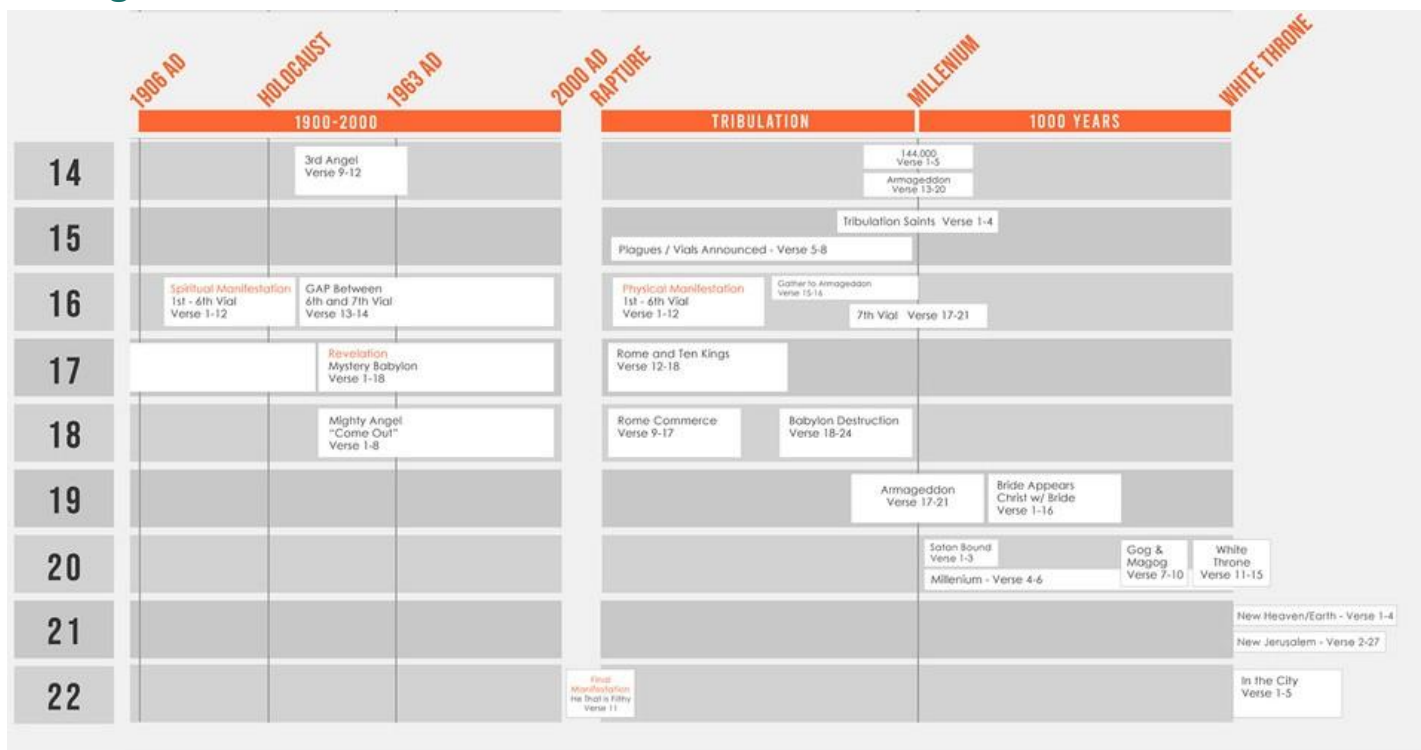 1906 AD
HOLOCAUST
1963 AD
2000 AD
RAPTURE
MILLENIUM
WHITE THRONE
1900-2000
TRIBULATION
1000 YEARS
14
3rd Angel
Verse 9-12
144,000
Verse 1-5
Armageddon
Verse 13-20
15
Tribulation Saints Verse 1-4
Plagues / Vials Announced - Verse 5-8
16
Spiritual Manifestation
1st - 6th Vial
Verse 1-12
GAP Between
6th and 7th Vial
Verse 13-14
Physical Manifestation
1st - 6th Vial
Verse 1-12
Gather to Armageddon
Verse 15-16
7th Vial Verse 17-21
17
Revelation
Mystery Babylon
Verse 1-18
Rome and Ten Kings
Verse 12-18
18
Mighty Angel
"Come Out"
Verse 1-8
Rome Commerce
Verse 9-17
Babylon Destruction
Verse 18-24
19
Armageddon
Verse 17-21
Bride Appears
Christ w/ Bride
Verse 1-16
20
Satan Bound
Verse 1-3
Millenium - Verse 4-6
Gog &
Magog
Verse 7-10
White
Throne
Verse 11-15
21
New Heaven/Earth - Verse 1-4
New Jerusalem - Verse 2-27
22
Final
Manifestation
He That is Filthy
Verse 11
In the City
Verse 1-5